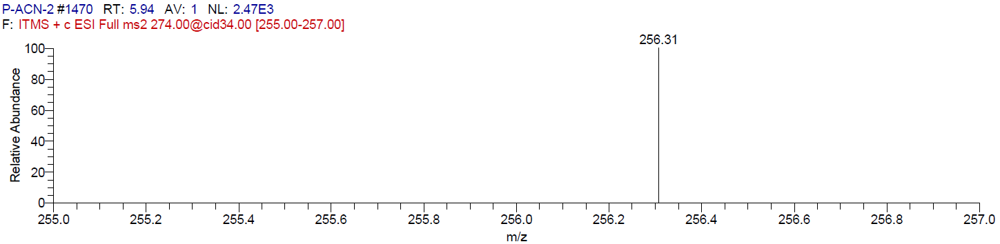 P-ACN-2 #1470 RT: 5.94 AV: 1 NL: 2.47E3
F: ITMS + c ESI Full ms2 274.00@cid34.00 [255.00-257.00]
256.31
100
80
60
40
20
0
Relative Abundance
255.0 255.2 255.4 255.6 255.8 256.0 256.2 256.4 256.6 256.8 257.0
m/z